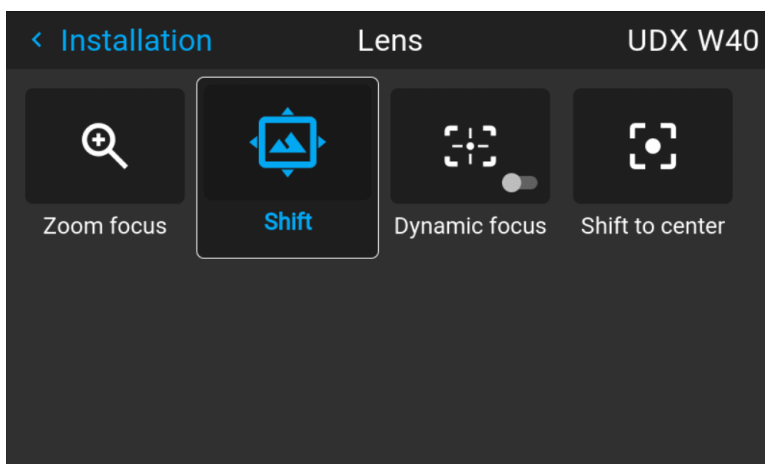 Installation Lens UDX W40
Zoom focus Shift Dynamic focus Shift to center